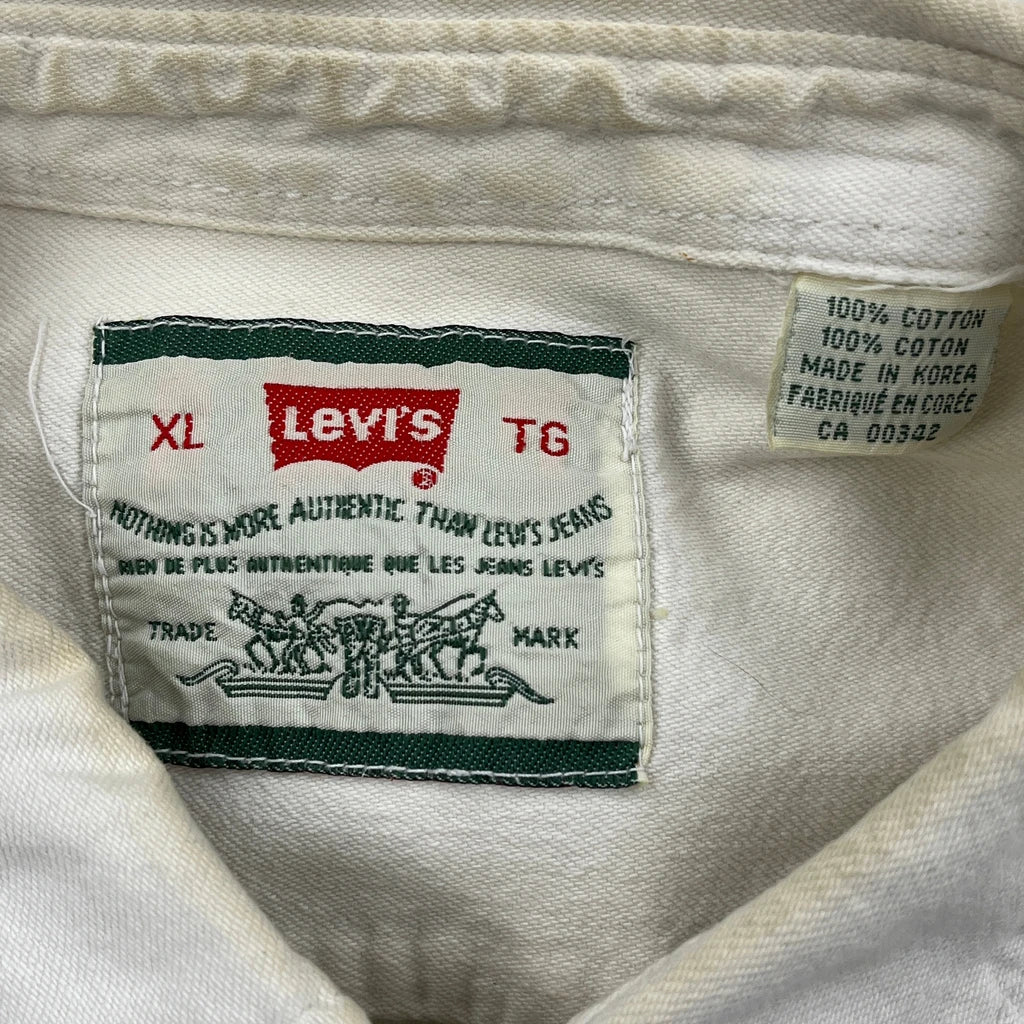 XL Levi's TG
NOTHING IS MORE AUTHENTIC THAN LEVI'S JEANS
RIEN DE PLUS AUTHENTIQUE QUE LES JEANS LEVI'S
TRADE MARK
100% COTTON
100% COTON
MADE IN KOREA
FABRIQUÉ EN CORÉE
CA 00342